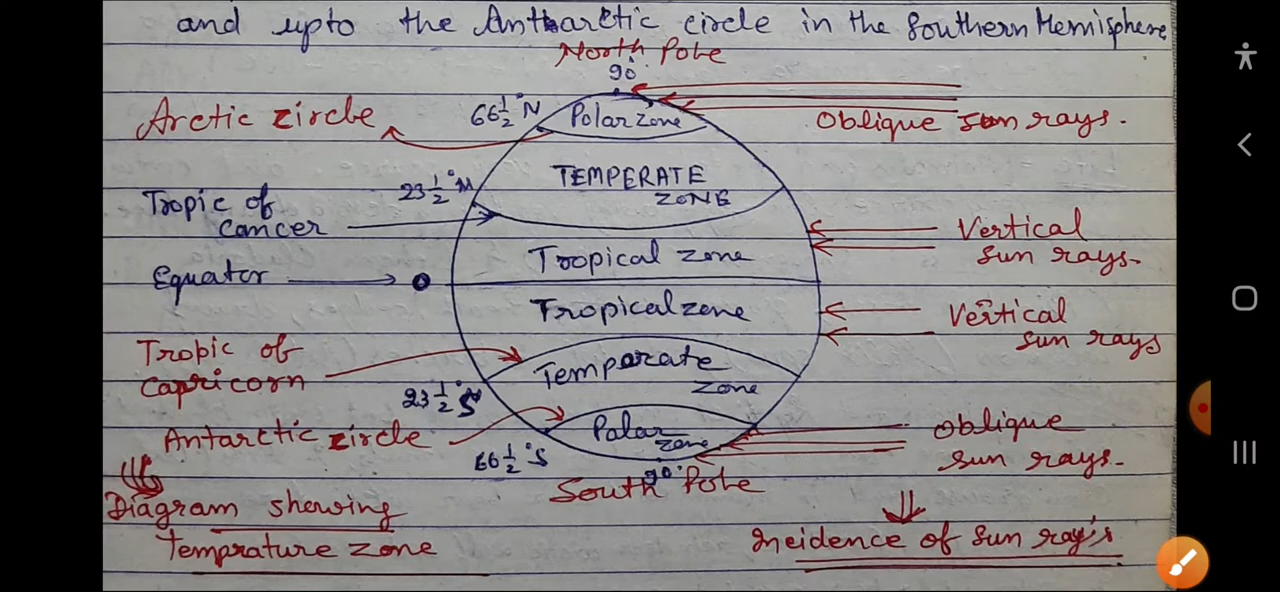 and upto the Antarctic circle in the Southern Hemisphere
North Pole
90°
66½°N
Polar zone
Arctic circle
Oblique sun rays.
23½°N
TEMPERATE
ZONE
Tropic of
cancer
Vertical
sun rays.
Tropical zone
Equator
Tropical zone
Vertical
sun rays
Tropic of
capricorn
Temperate
zone
23½°S
Antarctic circle
Polar
zone
Oblique
sun rays.
66½°S
90°
South Pole
Diagram showing
Temprature zone
Incidence of Sun ray's